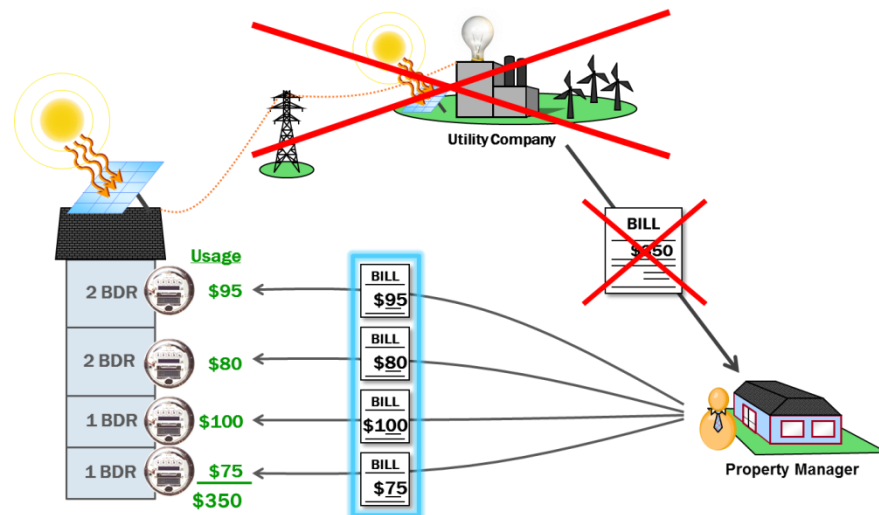 Utility Company
BILL
$350
Usage
2 BDR
$95
BILL
$95
2 BDR
$80
BILL
$80
1 BDR
$100
BILL
$100
1 BDR
$75
BILL
$75
$350
Property Manager